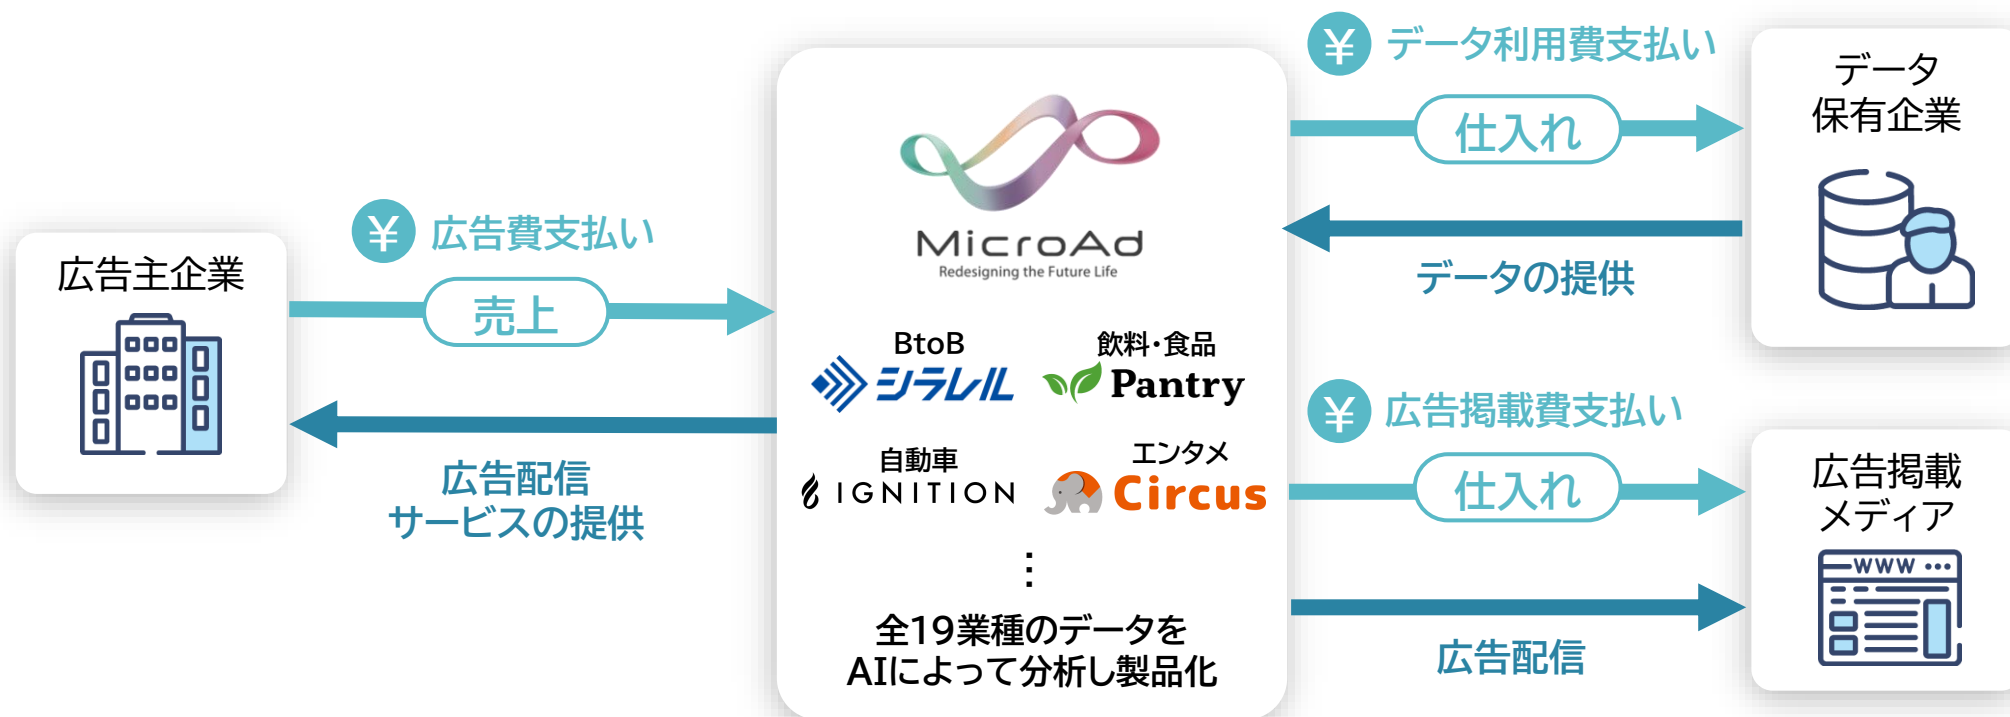 広告主企業
¥ 広告費支払い
売上
広告配信
サービスの提供
MicroAd
Redesigning the Future Life
BtoB
シラレル
飲料・食品
Pantry
自動車
IGNITION
エンタメ
Circus
⋮
全19業種のデータを
AIによって分析し製品化
¥ データ利用費支払い
仕入れ
データの提供
データ
保有企業
¥ 広告掲載費支払い
仕入れ
広告配信
広告掲載
メディア
WWW